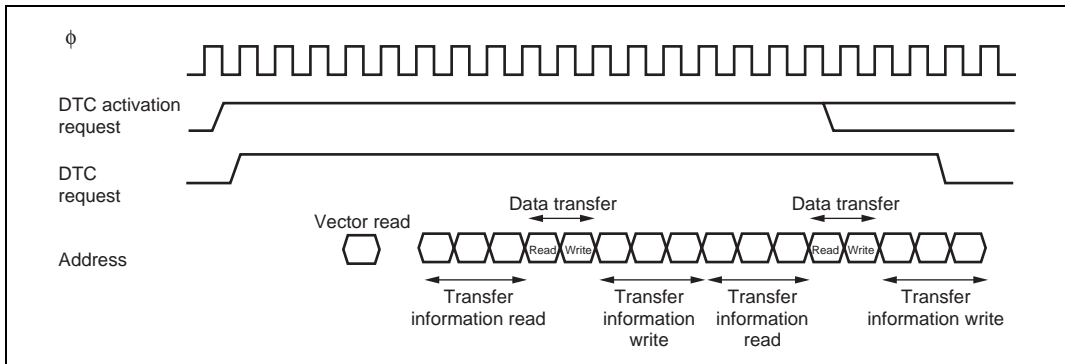 ϕ
DTC activation
request
DTC
request
Data transfer Data transfer
Vector read
Address
Read Write Read Write
Transfer
information read
Transfer
information
write
Transfer
information
read
Transfer
information write